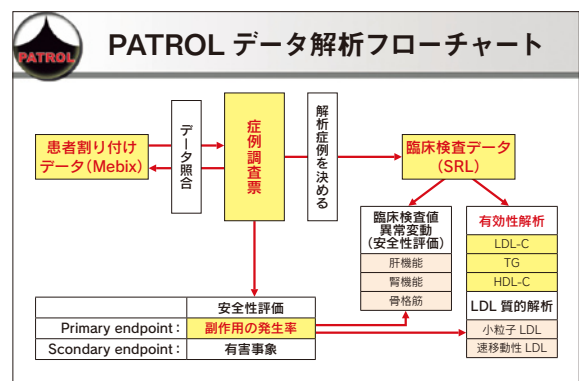 PATROL
PATROL データ解析フローチャート
患者割り付け
データ（Mebix）
データ照合
症例調査票
解析症例を決める
臨床検査データ
（SRL）
臨床検査値
異常変動
（安全性評価）
肝機能
腎機能
骨格筋
有効性解析
LDL-C
TG
HDL-C
LDL 質的解析
小粒子 LDL
速移動性 LDL
安全性評価
Primary endpoint： 副作用の発生率
Scondary endpoint： 有害事象